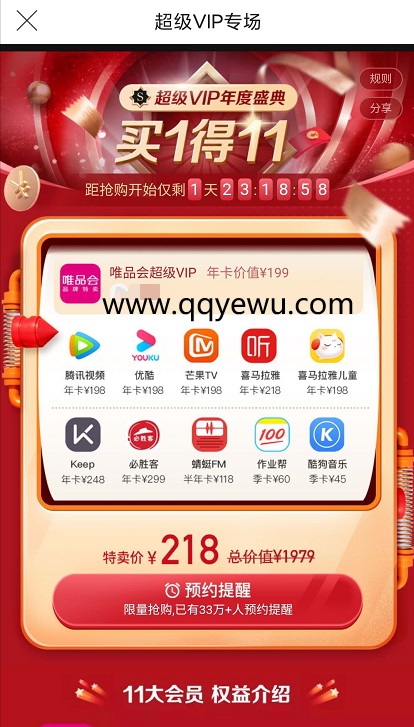 超级VIP专场
规则
S 超级VIP年度盛典
分享
买1得11
距抢购开始仅剩1天23:18:58
唯品会
品牌特卖
唯品会超级VIP 年卡价值¥199
www.qqyewu.com
腾讯视频 YOUKU 优酷 芒果TV 听 喜马拉雅 喜马拉雅儿童
年卡¥198 年卡¥198 年卡¥198 年卡¥218 年卡¥198
Keep 必胜客 必胜客 蜻蜓FM 100 作业帮 K 酷狗音乐
年卡¥248 年卡¥299 半年卡¥118 季卡¥60 季卡¥45
特卖价 ¥218 总价值¥1979
预约提醒
限量抢购,已有33万+人预约提醒
11大会员 权益介绍